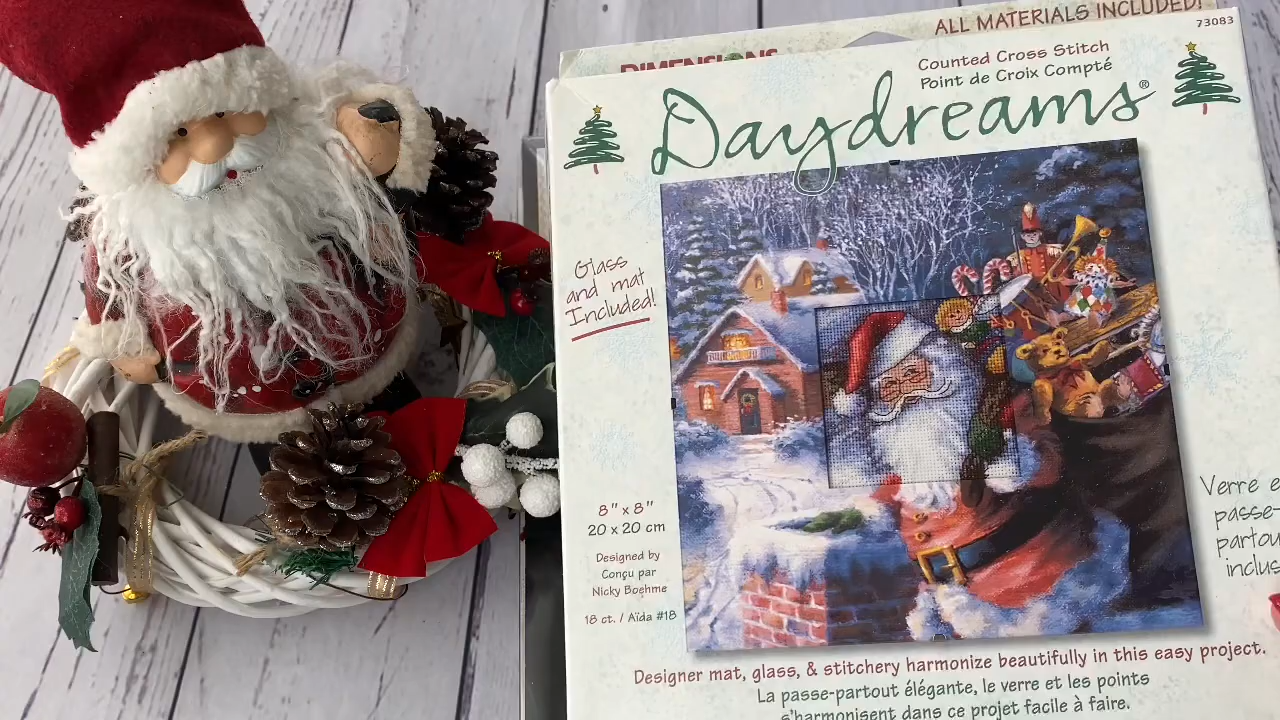 ALL MATERIALS INCLUDED!
DIMENSIONS
73083
Counted Cross Stitch
Point de Croix Compté
Daydreams®
Glass
and mat
Included!
8" x 8"
20 x 20 cm
Designed by
Conçu par
Nicky Boehme
18 ct. / Aïda #18
Verre e
passe-
partou
inclus
Designer mat, glass, & stitchery harmonize beautifully in this easy project.
La passe-partout élégante, le verre et les points
s'harmonisent dans ce projet facile à faire.